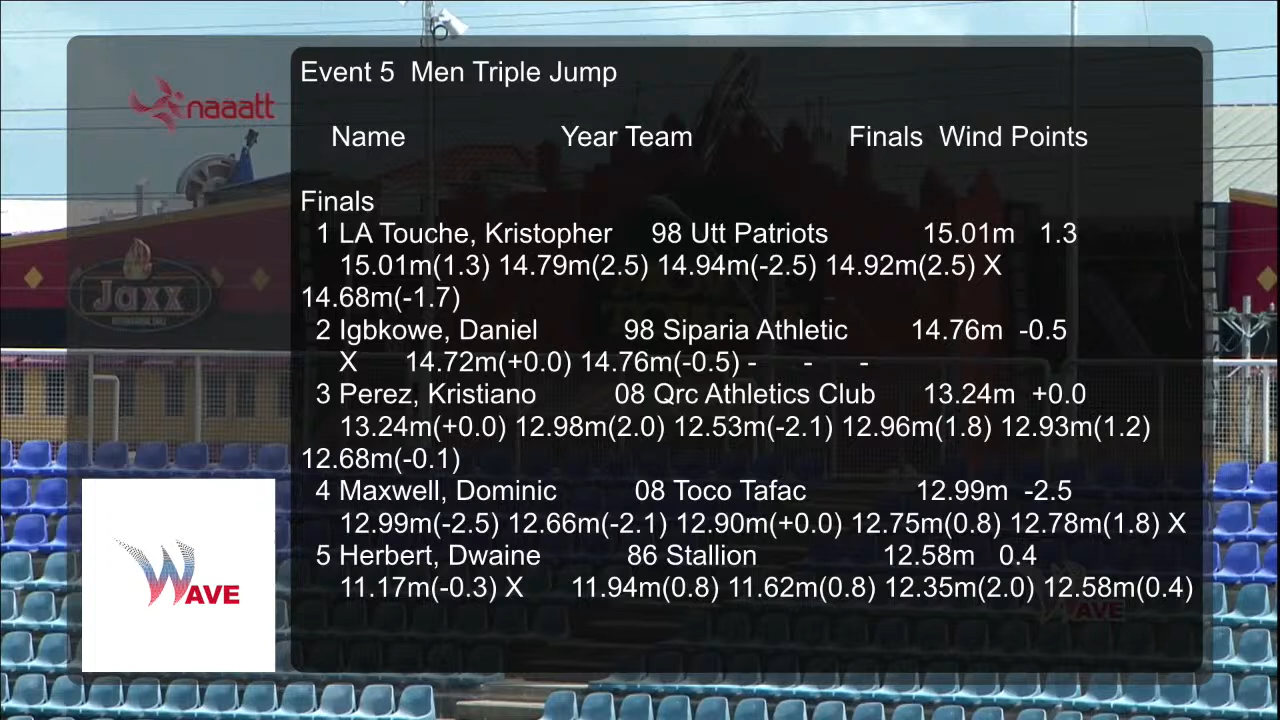 naaatt
Event 5 Men Triple Jump
Name Year Team Finals Wind Points
Finals
1 LA Touche, Kristopher 98 Utt Patriots 15.01m 1.3
15.01m(1.3) 14.79m(2.5) 14.94m(-2.5) 14.92m(2.5) X
14.68m(-1.7)
2 Igbkowe, Daniel 98 Siparia Athletic 14.76m -0.5
X 14.72m(+0.0) 14.76m(-0.5) - - -
3 Perez, Kristiano 08 Qrc Athletics Club 13.24m +0.0
13.24m(+0.0) 12.98m(2.0) 12.53m(-2.1) 12.96m(1.8) 12.93m(1.2)
12.68m(-0.1)
4 Maxwell, Dominic 08 Toco Tafac 12.99m -2.5
12.99m(-2.5) 12.66m(-2.1) 12.90m(+0.0) 12.75m(0.8) 12.78m(1.8) X
5 Herbert, Dwaine 86 Stallion 12.58m 0.4
11.17m(-0.3) X 11.94m(0.8) 11.62m(0.8) 12.35m(2.0) 12.58m(0.4)
Jaxx
WAVE
WAVE